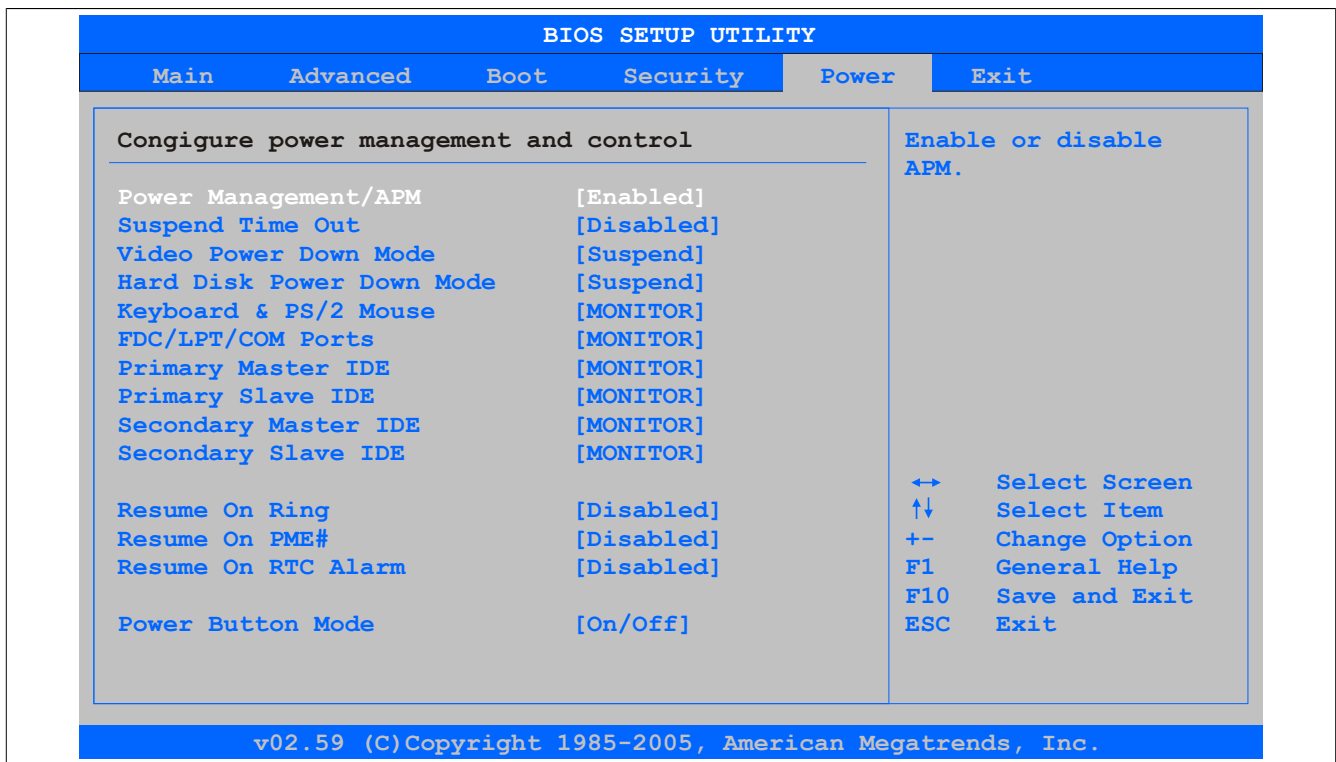 BIOS SETUP UTILITY
Main Advanced Boot Security Power Exit
Congigure power management and control
Power Management/APM [Enabled]
Suspend Time Out [Disabled]
Video Power Down Mode [Suspend]
Hard Disk Power Down Mode [Suspend]
Keyboard & PS/2 Mouse [MONITOR]
FDC/LPT/COM Ports [MONITOR]
Primary Master IDE [MONITOR]
Primary Slave IDE [MONITOR]
Secondary Master IDE [MONITOR]
Secondary Slave IDE [MONITOR]
Resume On Ring [Disabled]
Resume On PME# [Disabled]
Resume On RTC Alarm [Disabled]
Power Button Mode [On/Off]
Enable or disable
APM.
↔ Select Screen
↑↓ Select Item
+- Change Option
F1 General Help
F10 Save and Exit
ESC Exit
v02.59 (C)Copyright 1985-2005, American Megatrends, Inc.